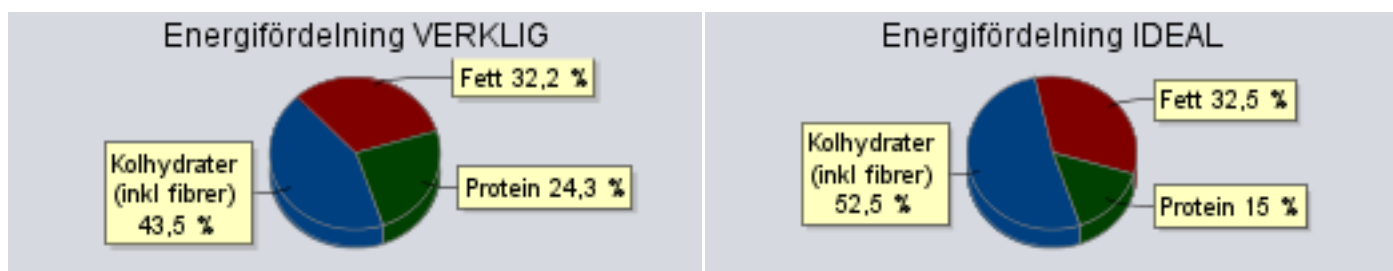 Energifördelning VERKLIG
Fett 32,2 %
Kolhydrater
(inkl fibrer)
43,5 %
Protein 24,3 %
Energifördelning IDEAL
Fett 32,5 %
Kolhydrater
(inkl fibrer)
52,5 %
Protein 15 %